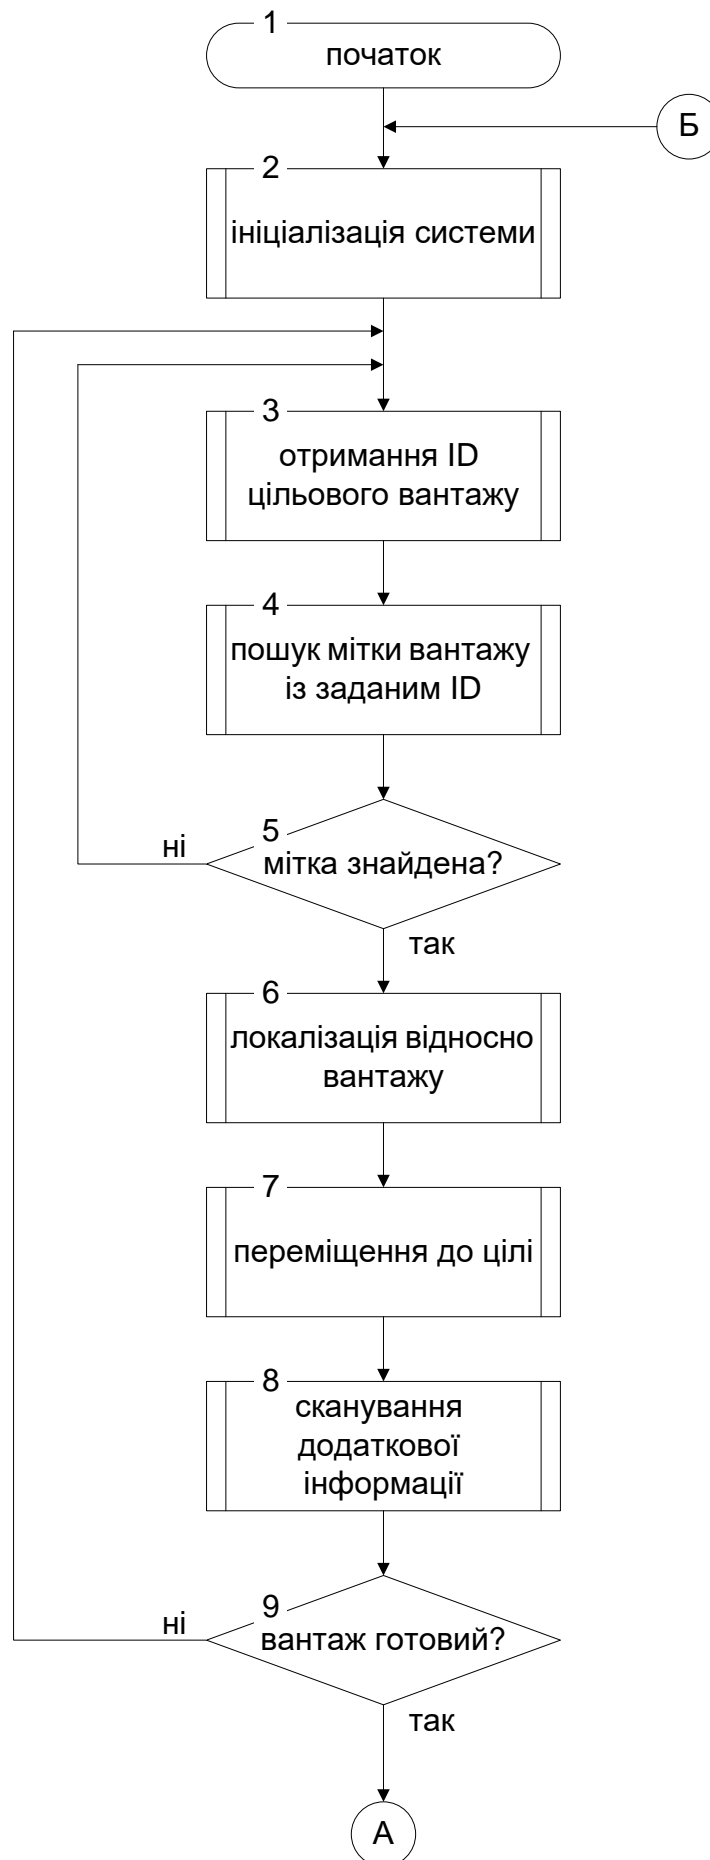 1
початок
Б
2
ініціалізація системи
3
отримання ID
цільового вантажу
4
пошук мітки вантажу
із заданим ID
5
ні
мітка знайдена?
так
6
локалізація відносно
вантажу
7
переміщення до цілі
8
сканування
додаткової
інформації
9
ні
вантаж готовий?
так
А